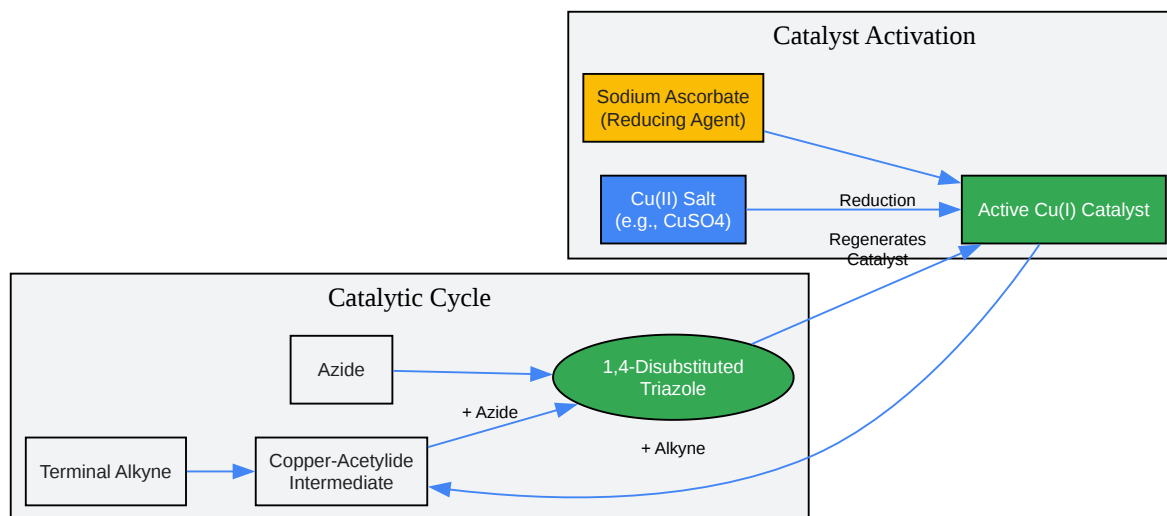 Catalyst Activation
Sodium Ascorbate
(Reducing Agent)
Cu(II) Salt
(e.g., CuSO4)
Reduction
Active Cu(I) Catalyst
Regenerates
Catalyst
Catalytic Cycle
Azide
1,4-Disubstituted
Triazole
+ Azide
+ Alkyne
Terminal Alkyne
Copper-Acetylide
Intermediate